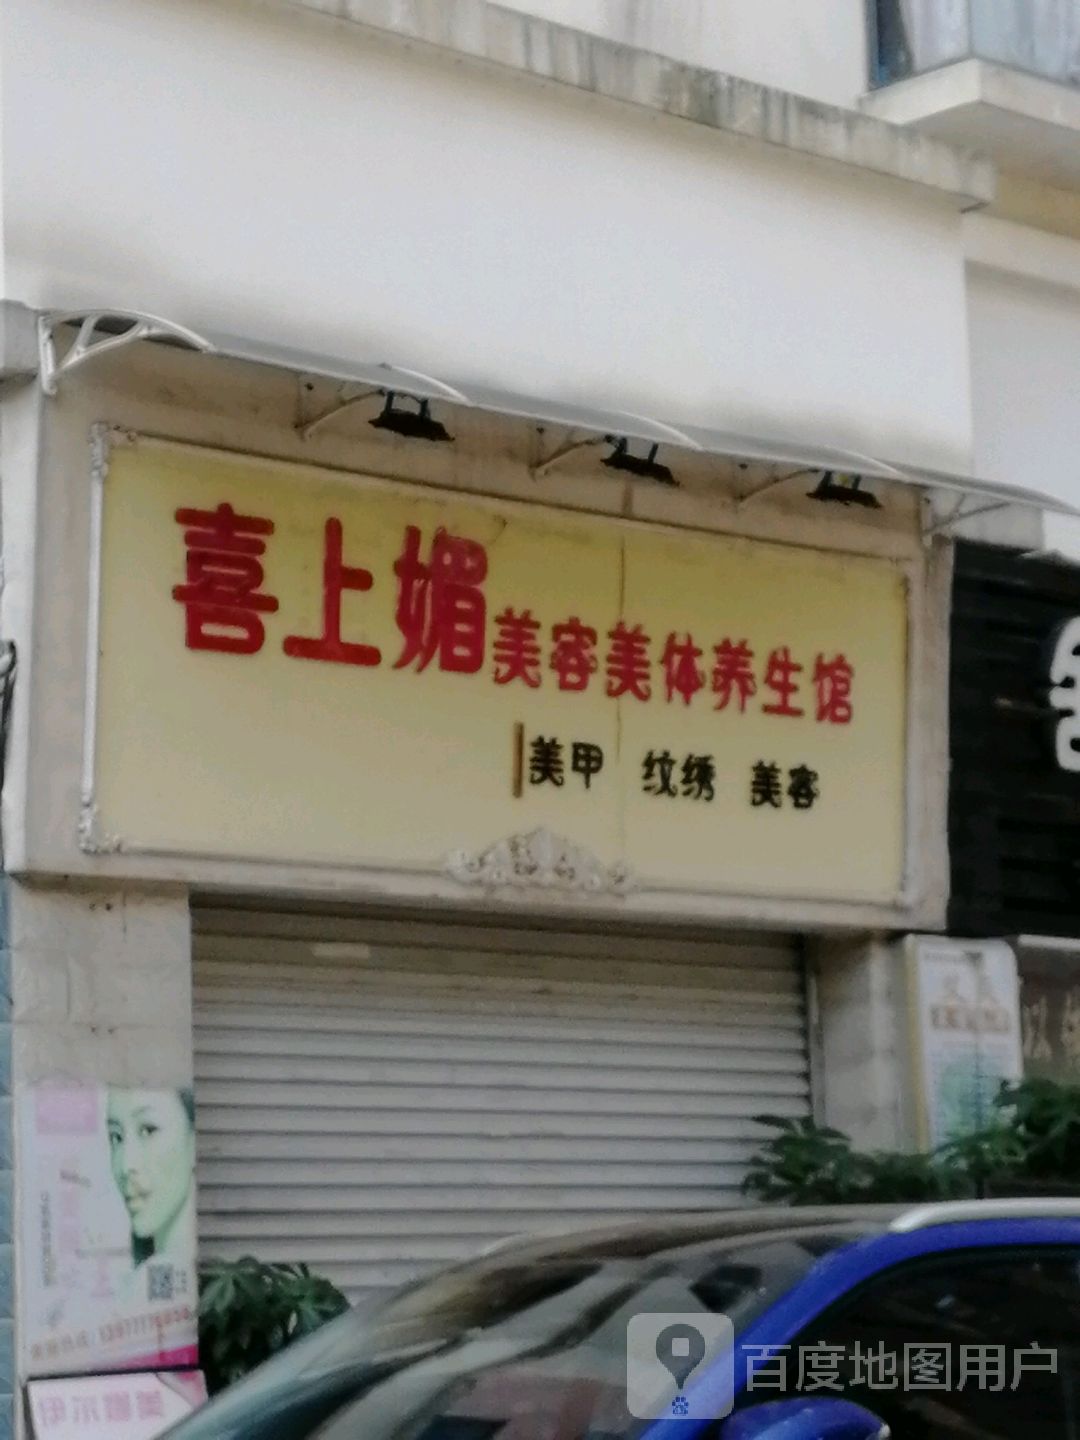 喜上媚美容美体养生馆
美甲 纹绣 美容
百度地图用户